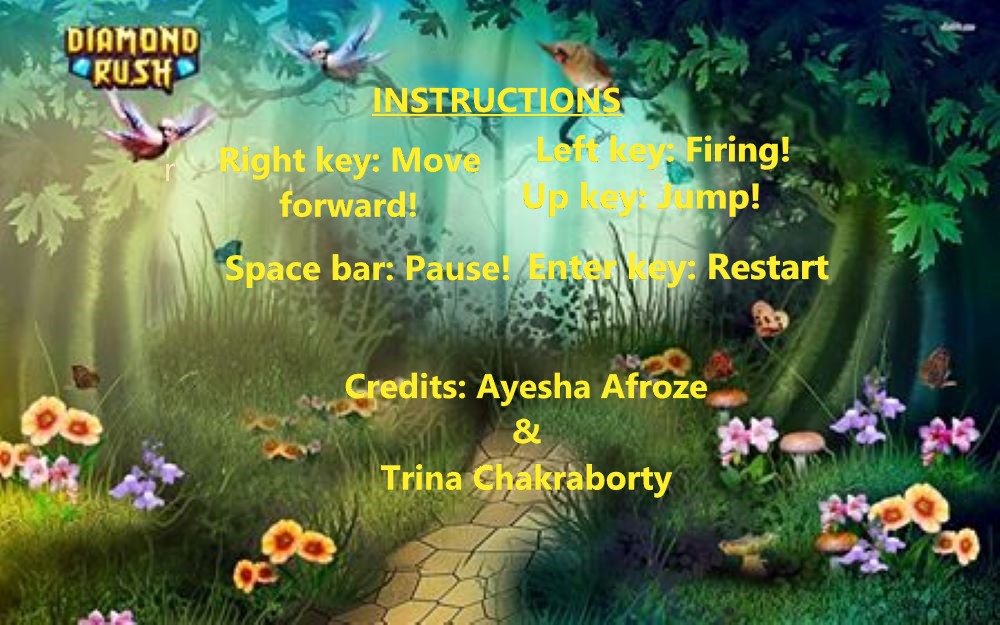 DIAMOND
RUSH
INSTRUCTIONS
Right key: Move
forward!
Left key: Firing!
Up key: Jump!
r
Space bar: Pause! Enter key: Restart
Credits: Ayesha Afroze
&
Trina Chakraborty